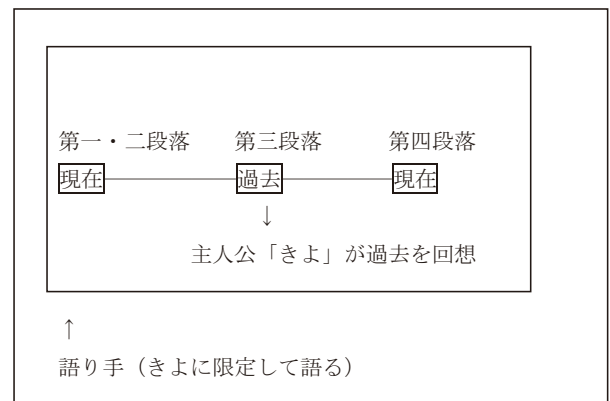 第一・二段落　第三段落　第四段落
現在　過去　現在
↓
主人公「きよ」が過去を回想
↑
語り手（きよに限定して語る）